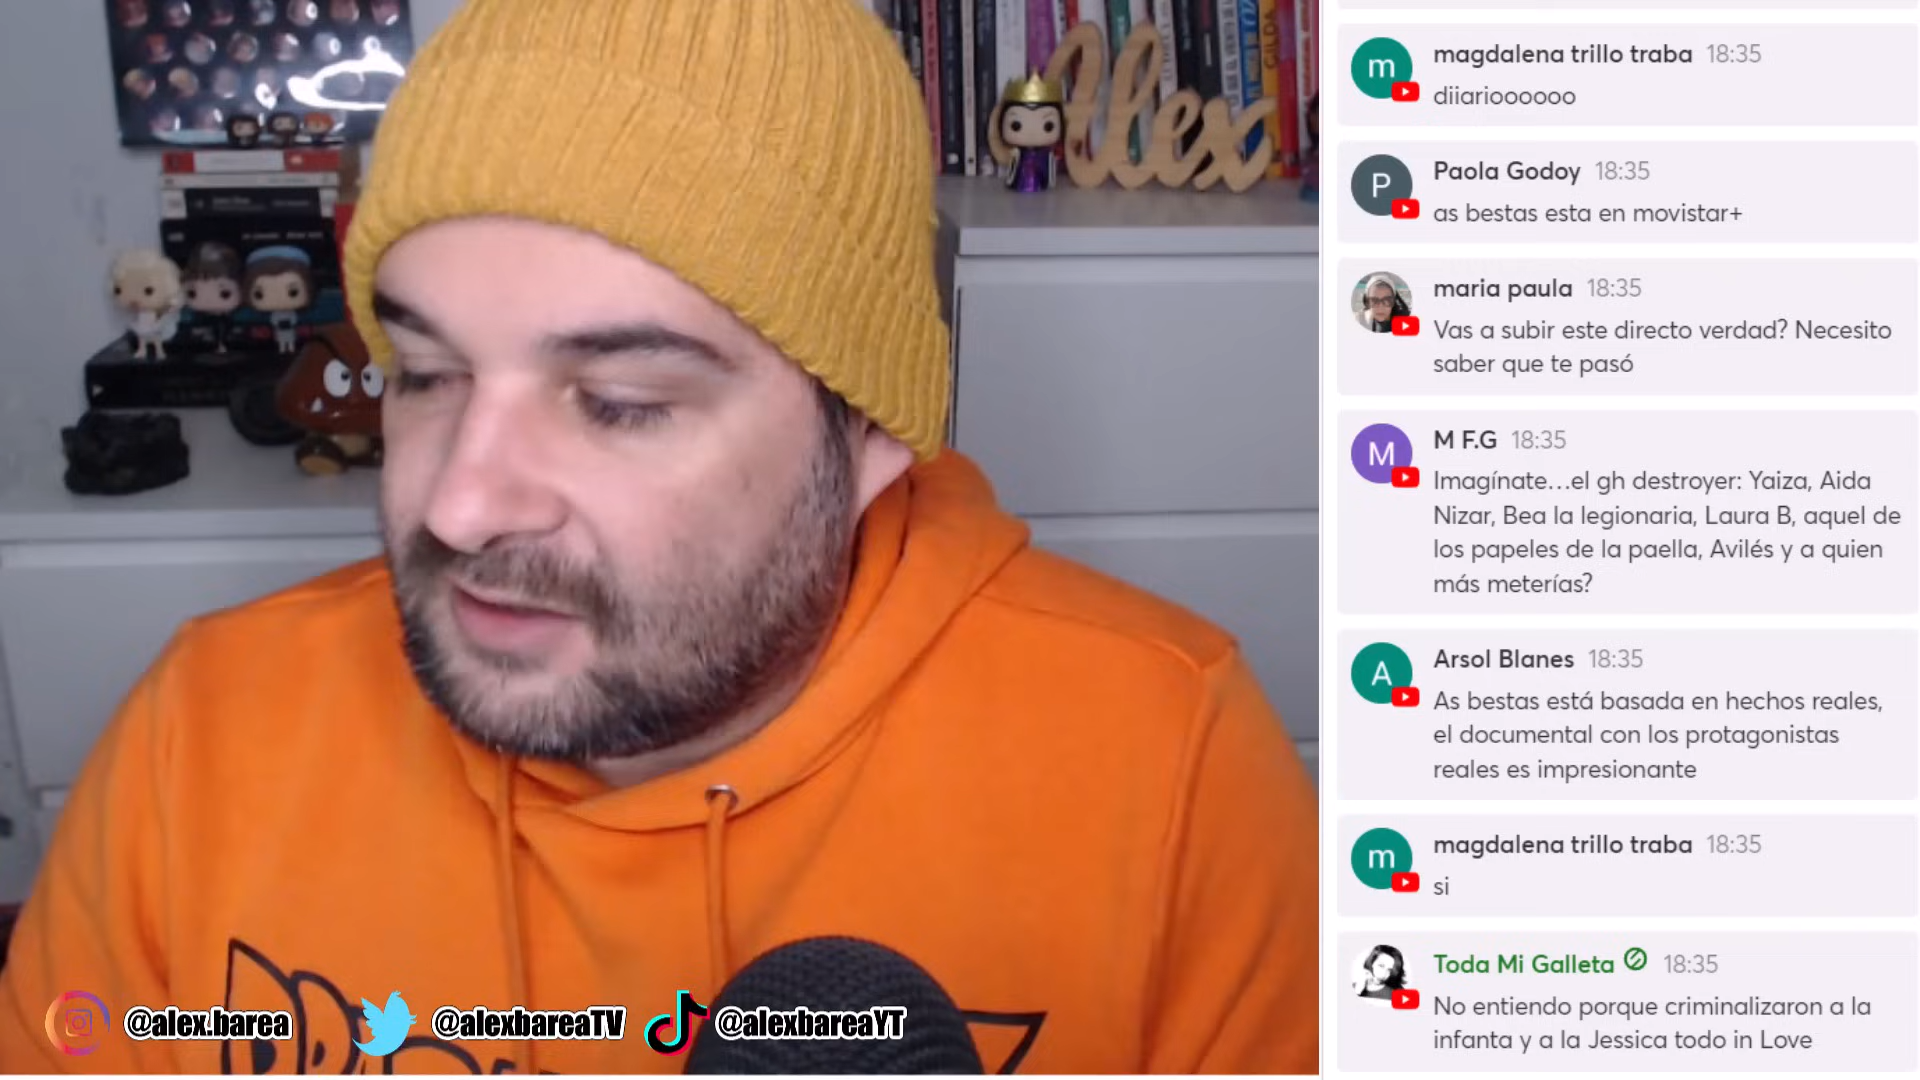 Alex
GILDA
@alex.barea
@alexbareaTV
@alexbareaYT
m
magdalena trillo traba 18:35
diiarioooooo
P
Paola Godoy 18:35
as bestas esta en movistar+
maria paula 18:35
Vas a subir este directo verdad? Necesito
saber que te pasó
M
M F.G 18:35
Imagínate...el gh destroyer: Yaiza, Aida
Nizar, Bea la legionaria, Laura B, aquel de
los papeles de la paella, Avilés y a quien
más meterías?
A
Arsol Blanes 18:35
As bestas está basada en hechos reales,
el documental con los protagonistas
reales es impresionante
m
magdalena trillo traba 18:35
si
Toda Mi Galleta 18:35
No entiendo porque criminalizaron a la
infanta y a la Jessica todo in Love